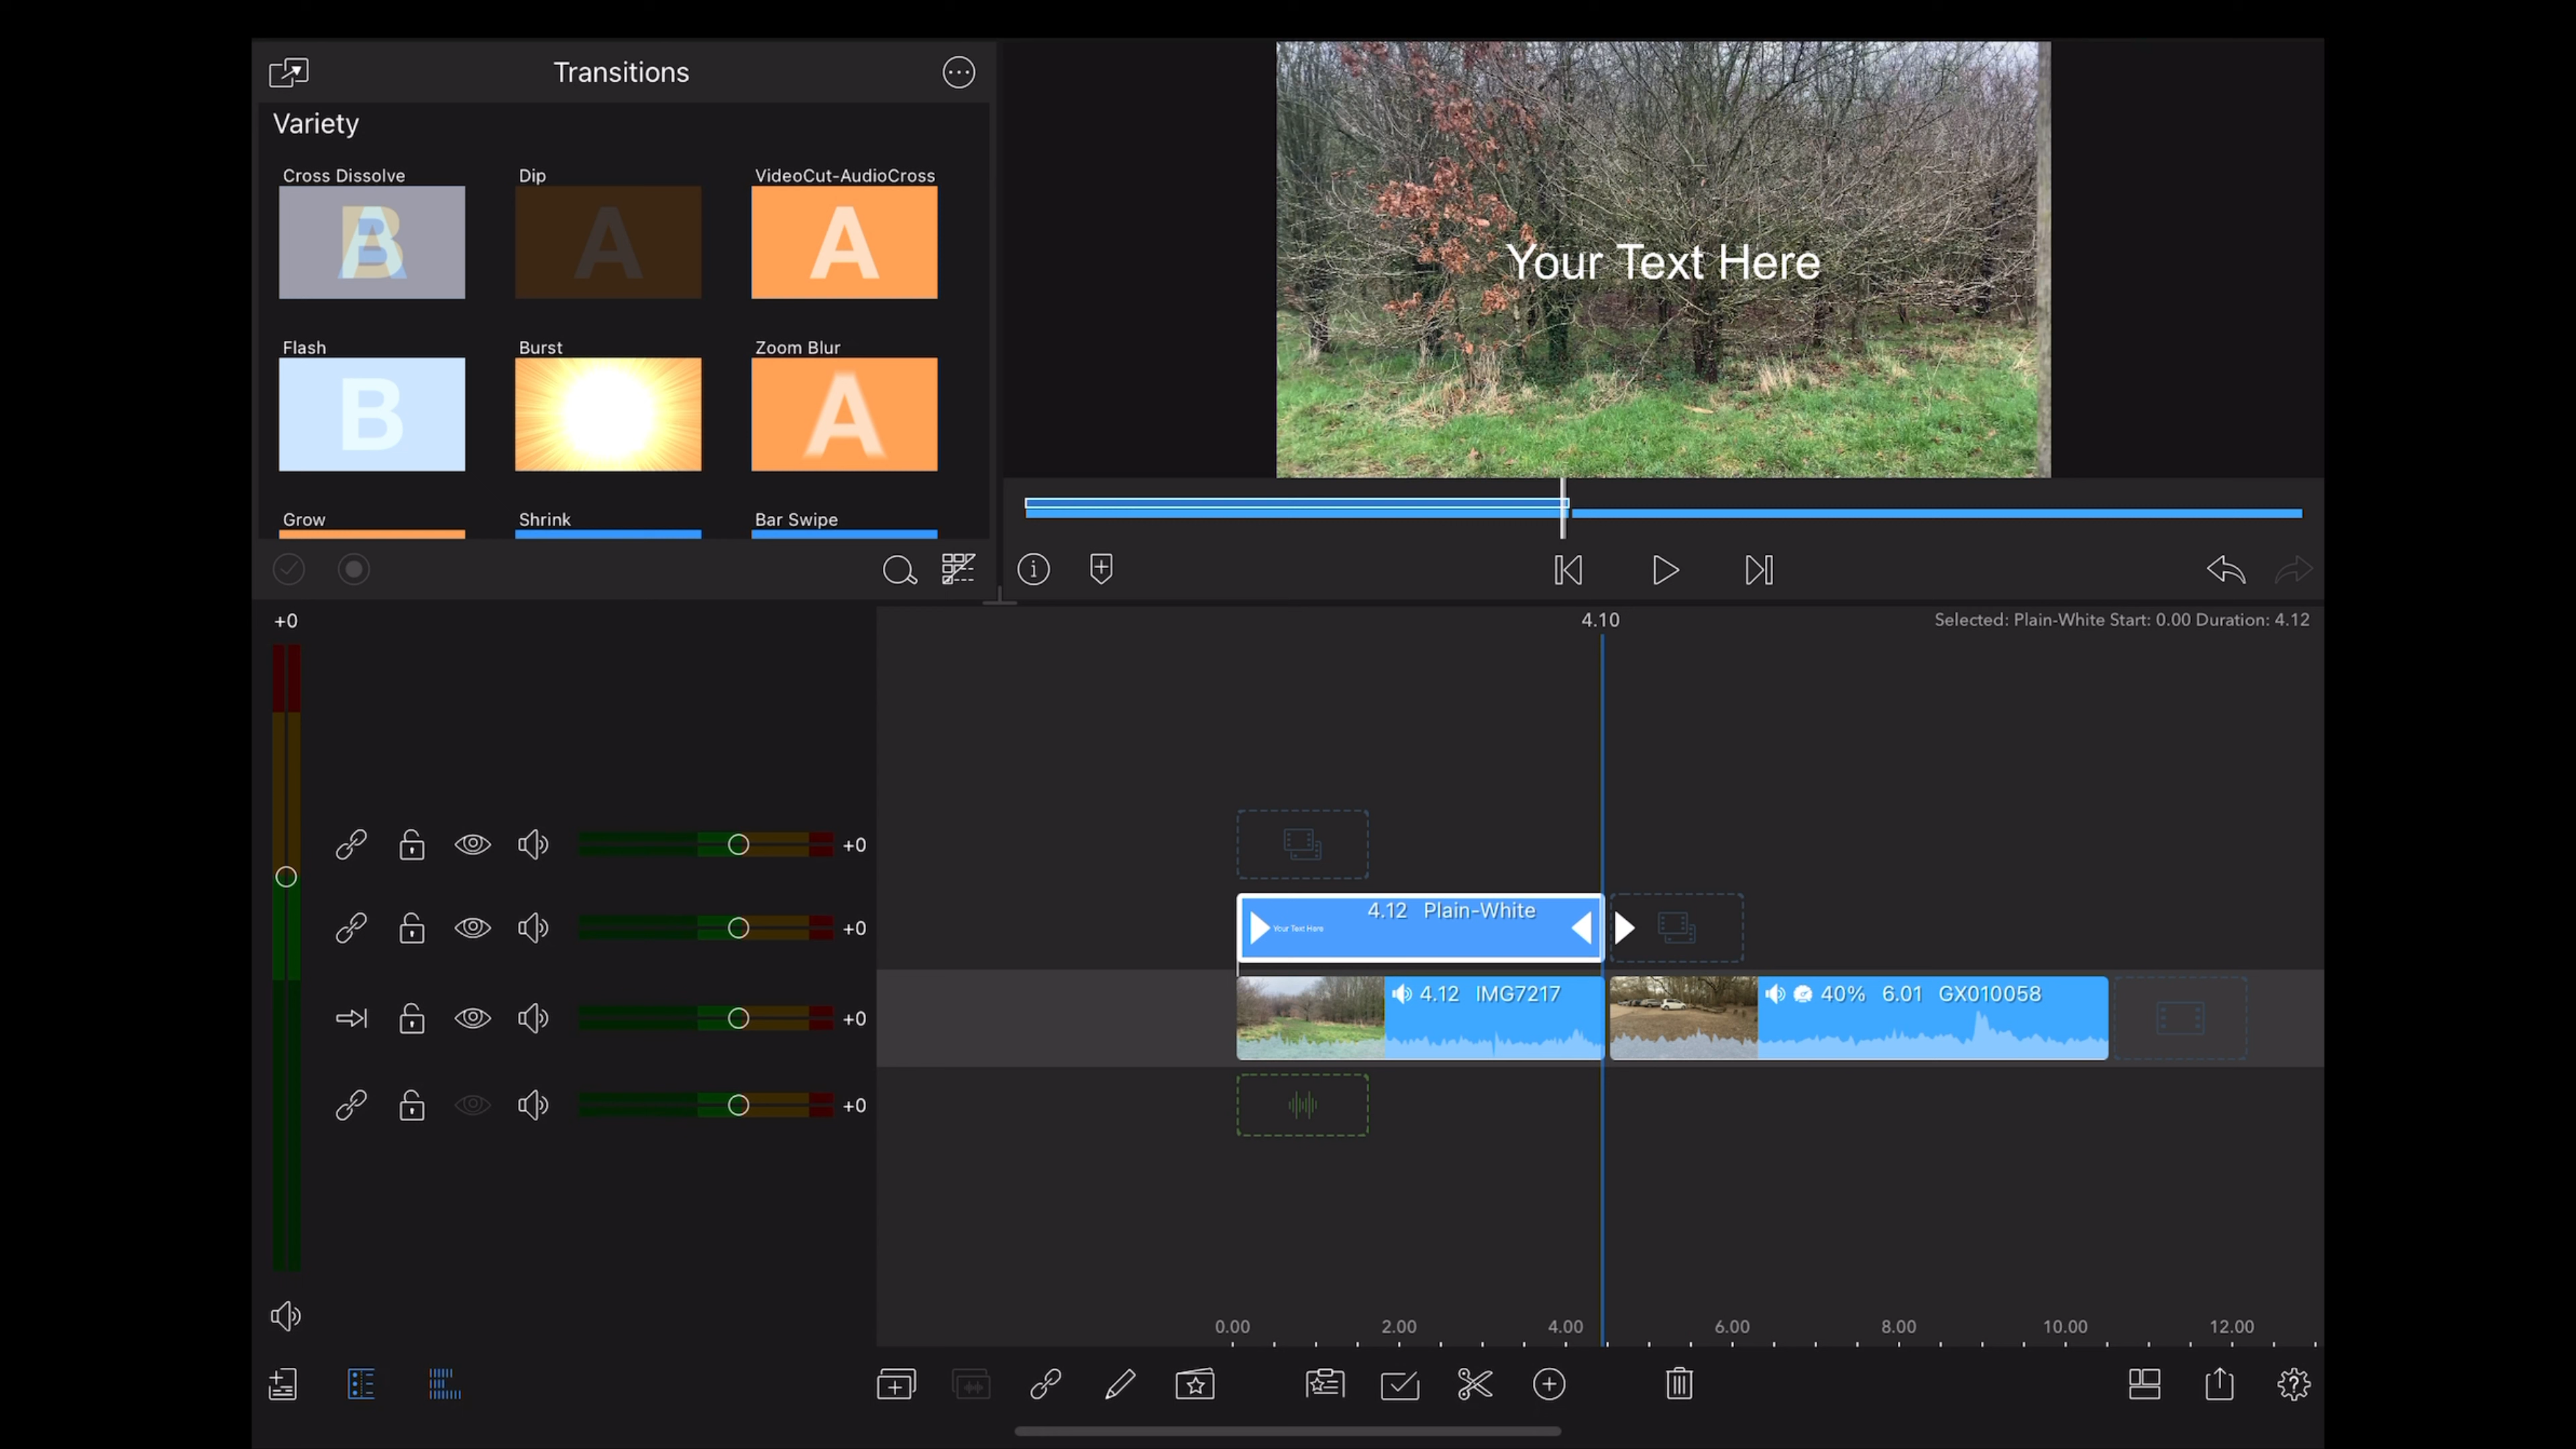 Transitions
Variety
Cross Dissolve
Dip
VideoCut-AudioCross
B A B
A
A
Flash
Burst
Zoom Blur
B
A
Grow
Shrink
Bar Swipe
Your Text Here
+0
4.10
Selected: Plain-White Start: 0.00 Duration: 4.12
+0
4.12 Plain-White
Your Text Here
+0
4.12 IMG7217
40% 6.01 GX010058
+0
+0
0.00 2.00 4.00 6.00 8.00 10.00 12.00